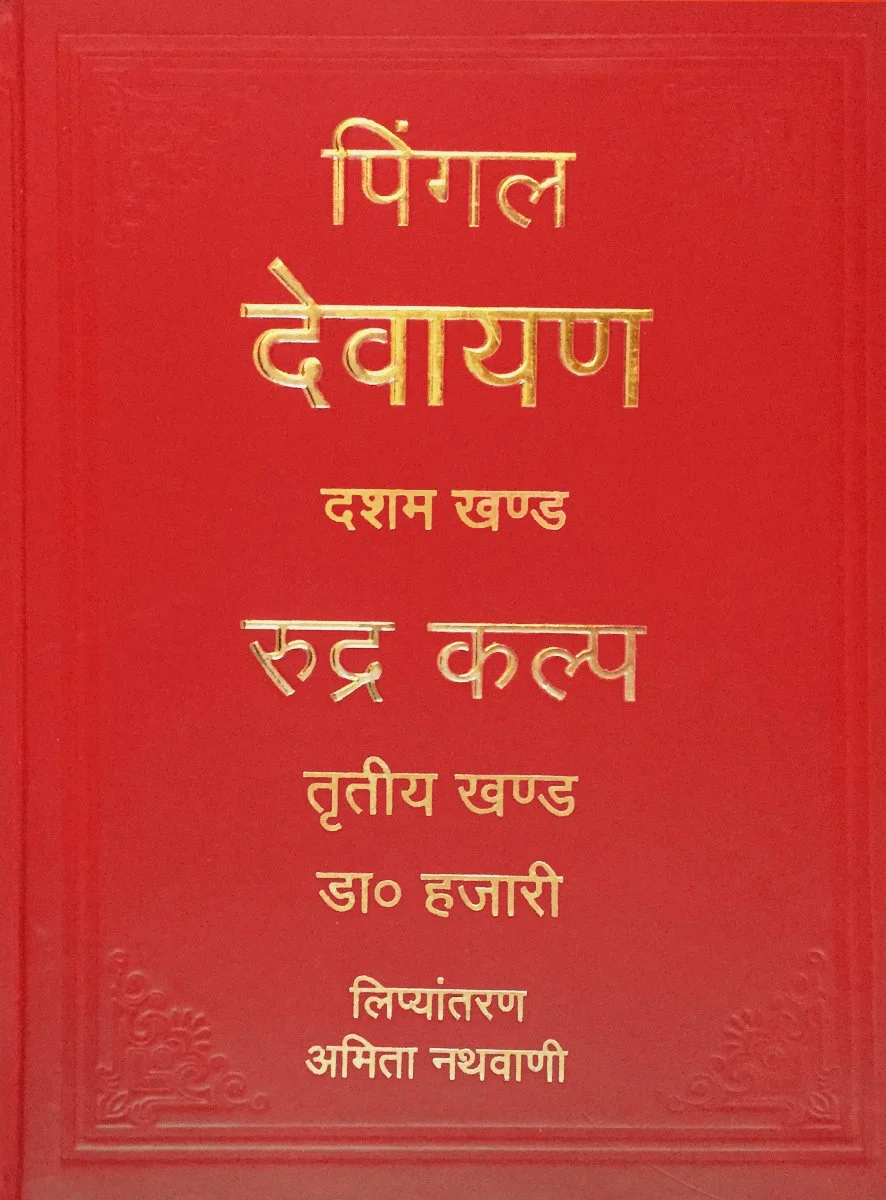 पिंगल
देवायण
दशम खण्ड
रुद्र कल्प
तृतीय खण्ड
डा० हजारी
लिप्यांतरण
अमिता नथवाणी